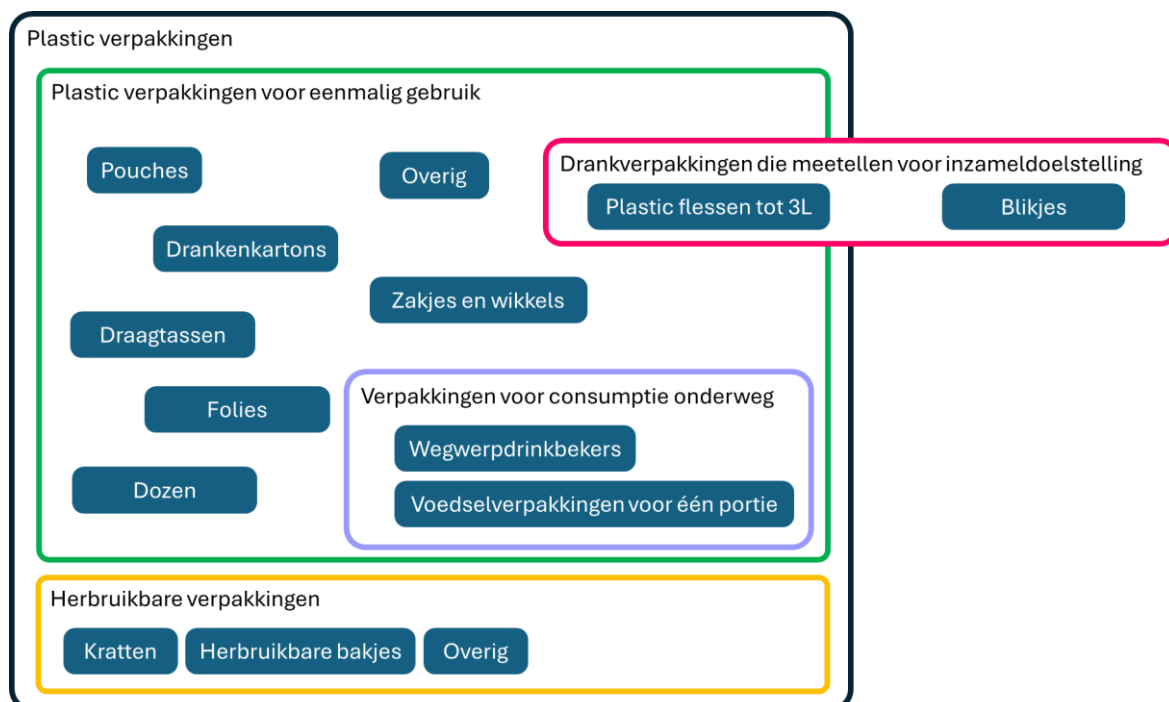 Plastic verpakkingen
Plastic verpakkingen voor eenmalig gebruik
Pouches
Overig
Drankverpakkingen die meetellen voor inzameldoelstelling
Plastic flessen tot 3L
Blikjes
Drankenkartons
Zakjes en wikkels
Draagtassen
Folies
Verpakkingen voor consumptie onderweg
Wegwerpdrinkbekers
Voedselverpakkingen voor één portie
Dozen
Herbruikbare verpakkingen
Kratten
Herbruikbare bakjes
Overig